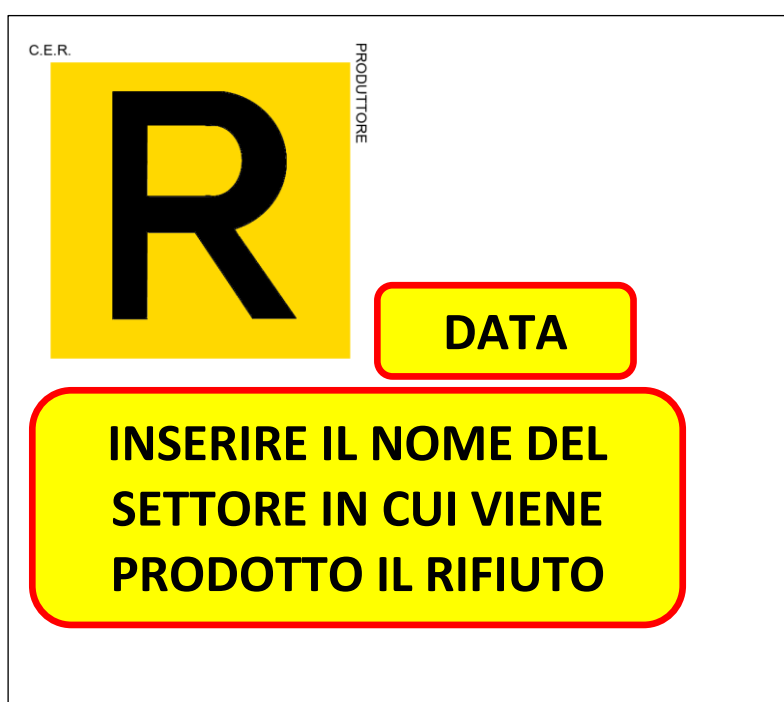 C.E.R.
PRODUTTORE
R
DATA
INSERIRE IL NOME DEL
SETTORE IN CUI VIENE
PRODOTTO IL RIFIUTO